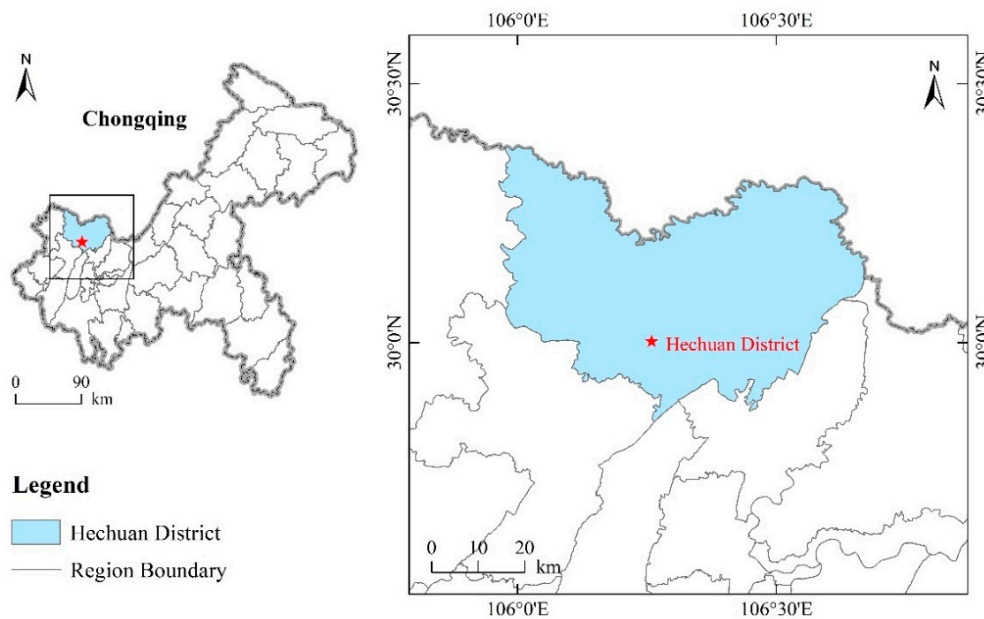 N
Chongqing
0 90
km
Legend
Hechuan District
Region Boundary
106°0'E 106°30'E
30°30'N 30°30'N
N
30°0'N 30°0'N
Hechuan District
0 10 20
km
106°0'E 106°30'E